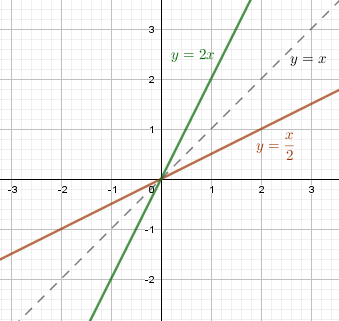 3
y = 2x
y = x
2
1
y = x/2
-3 -2 -1 0 1 2 3
-1
-2